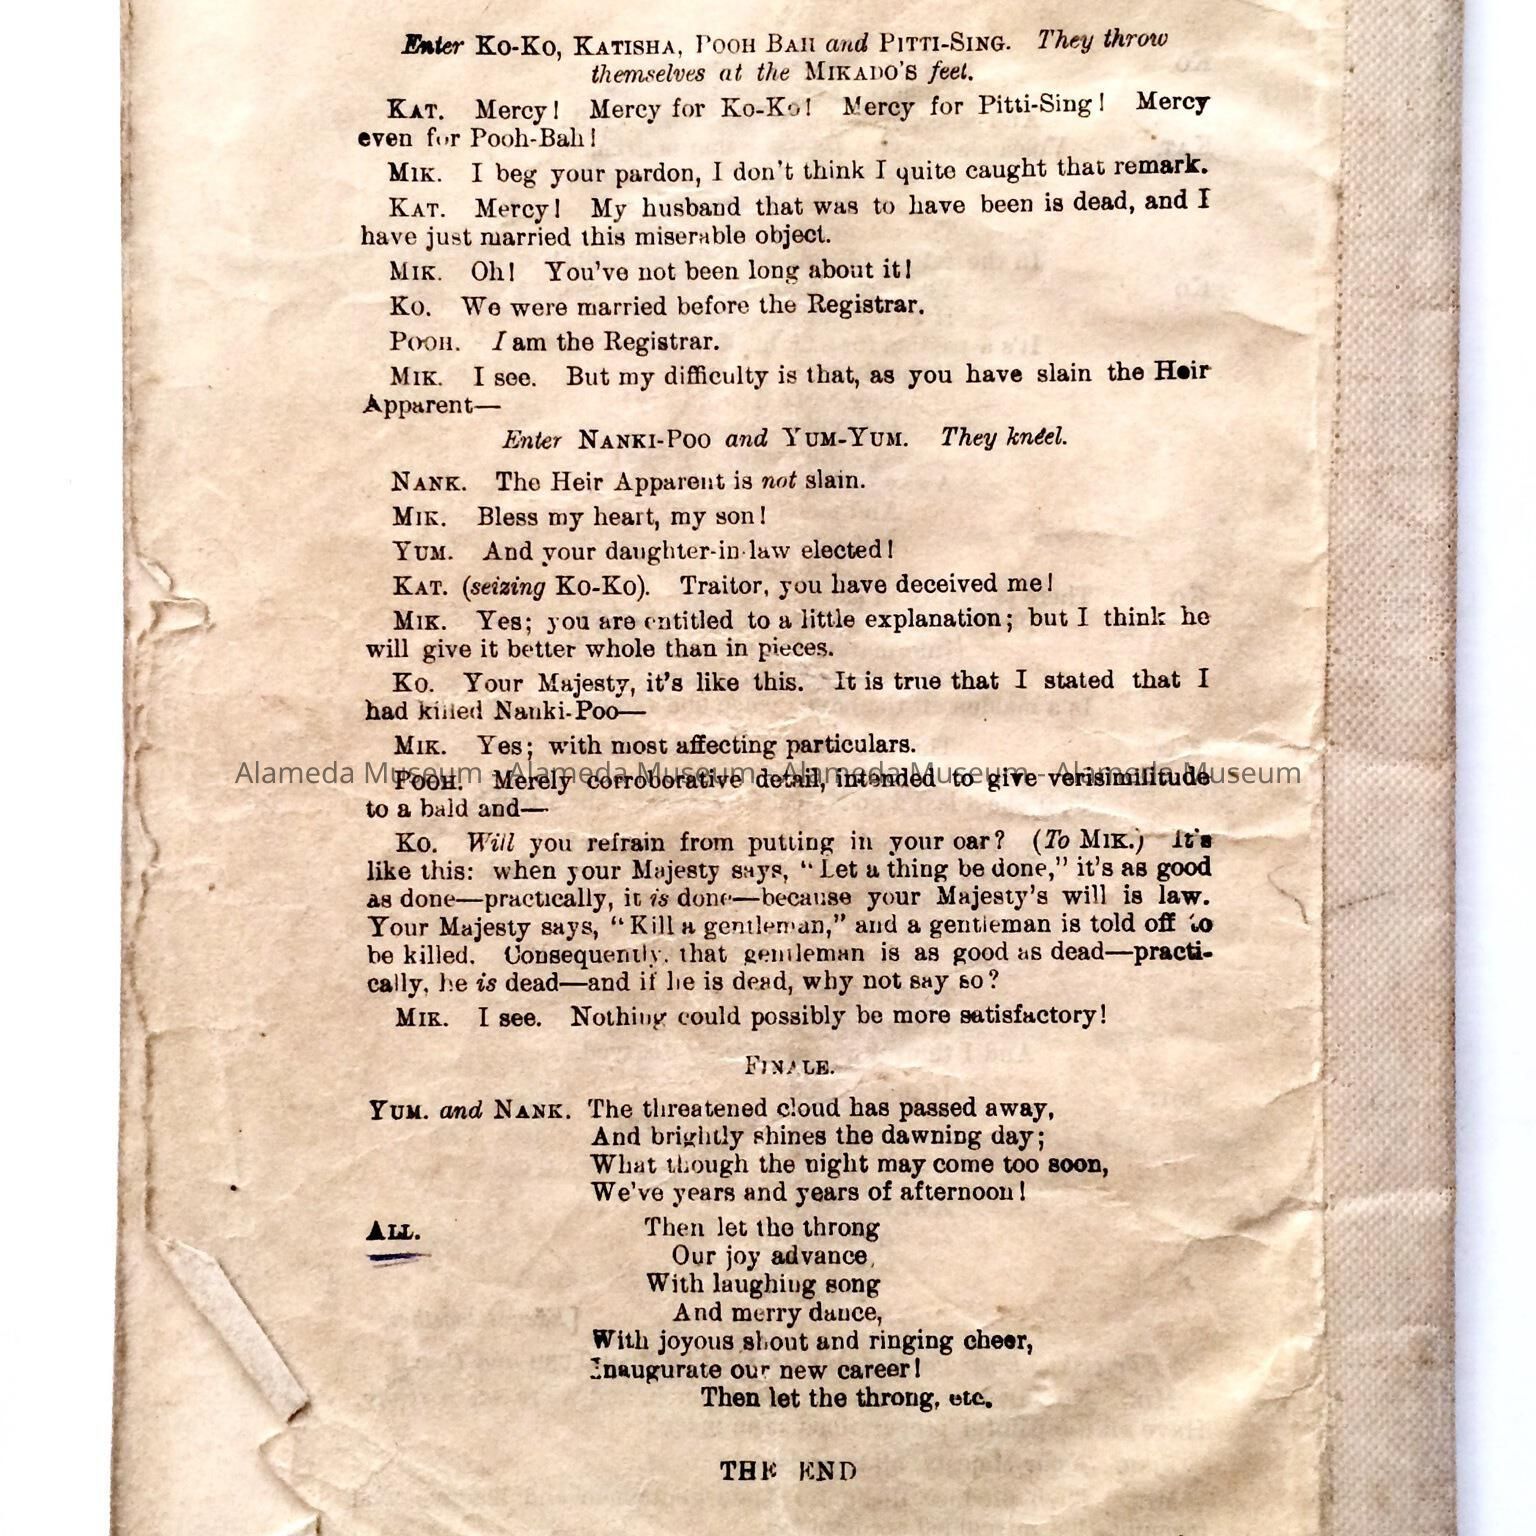 Enter KO-KO, KATISHA, POOH BAH and PITTI-SING. They throw
themselves at the MIKADO'S feet.
KAT. Mercy! Mercy for Ko-Ko! Mercy for Pitti-Sing! Mercy
even for Pooh-Bah!
MIK. I beg your pardon, I don't think I quite caught that remark.
KAT. Mercy! My husband that was to have been is dead, and I
have just married this miserable object.
MIK. Oh! You've not been long about it!
KO. We were married before the Registrar.
POOH. I am the Registrar.
MIK. I see. But my difficulty is that, as you have slain the Heir
Apparent—
Enter NANKI-POO and YUM-YUM. They kneel.
NANK. The Heir Apparent is not slain.
MIK. Bless my heart, my son!
YUM. And your daughter-in-law elected!
KAT. (seizing KO-KO). Traitor, you have deceived me!
MIK. Yes; you are entitled to a little explanation; but I think he
will give it better whole than in pieces.
KO. Your Majesty, it's like this. It is true that I stated that I
had killed Nanki-Poo—
MIK. Yes; with most affecting particulars.
Alameda Museum - Alameda Museum - Alameda Museum - Alameda Museum
POOH. Merely corroborative detail, intended to give verisimilitude
to a bald and—
KO. Will you refrain from putting in your oar? (To MIK.) It's
like this: when your Majesty says, "Let a thing be done," it's as good
as done—practically, it is done—because your Majesty's will is law.
Your Majesty says, "Kill a gentleman," and a gentleman is told off to
be killed. Consequently, that gentleman is as good as dead—practi-
cally, he is dead—and if he is dead, why not say so?
MIK. I see. Nothing could possibly be more satisfactory!
FINALE.
YUM. and NANK. The threatened cloud has passed away,
And brightly shines the dawning day;
What though the night may come too soon,
We've years and years of afternoon!
ALL. Then let the throng
Our joy advance,
With laughing song
And merry dance,
With joyous shout and ringing cheer,
Inaugurate our new career!
Then let the throng, etc.
THE END